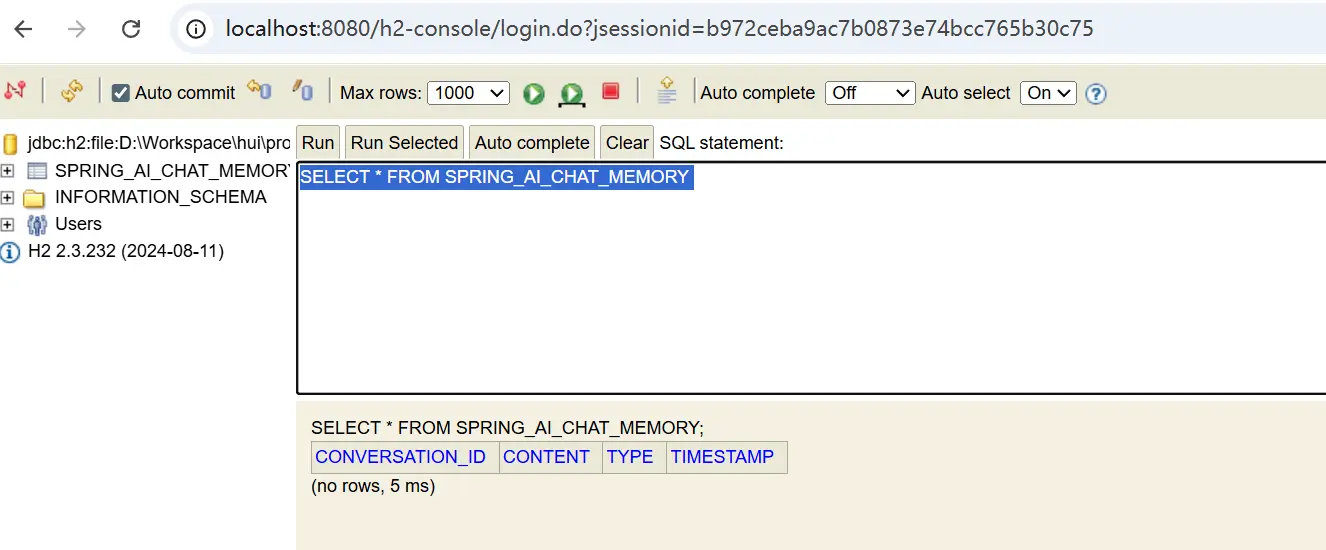 localhost:8080/h2-console/login.do?jsessionid=b972ceba9ac7b0873e74bcc765b30c75
Auto commit Max rows: 1000 Auto complete Off Auto select On
jdbc:h2:file:D:\Workspace\hui\pro
SPRING_AI_CHAT_MEMORY
INFORMATION_SCHEMA
Users
H2 2.3.232 (2024-08-11)
Run Run Selected Auto complete Clear SQL statement:
SELECT * FROM SPRING_AI_CHAT_MEMORY
SELECT * FROM SPRING_AI_CHAT_MEMORY;
CONVERSATION_ID CONTENT TYPE TIMESTAMP
(no rows, 5 ms)